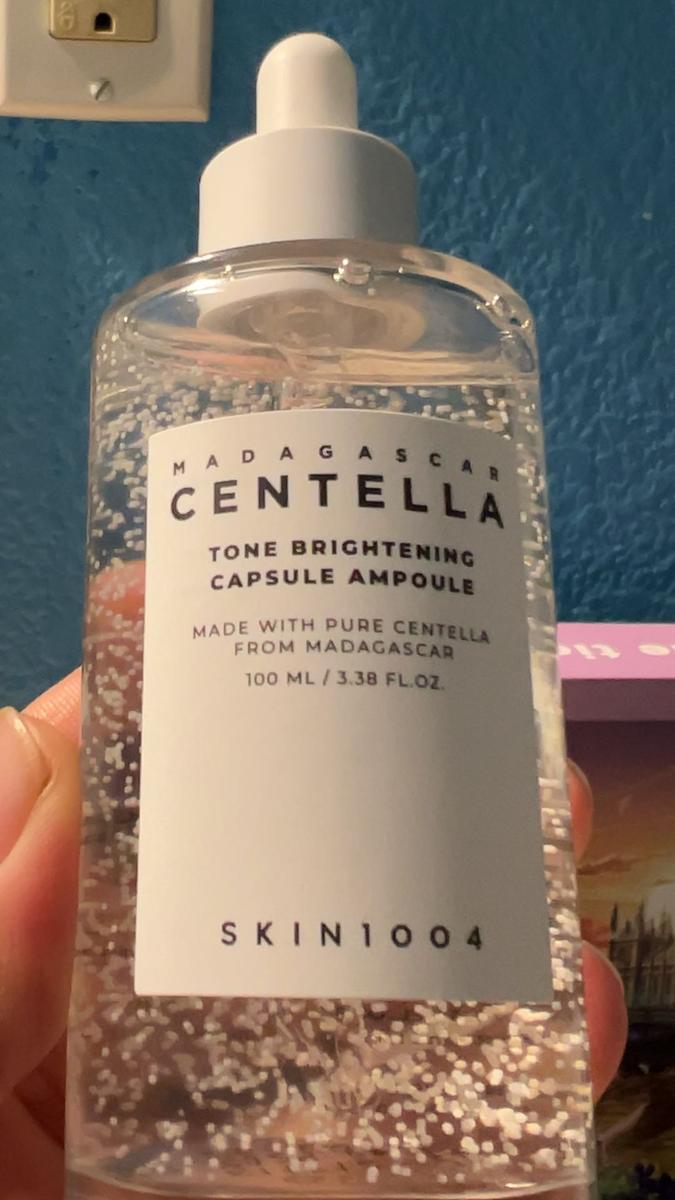 MADAGASCAR
CENTELLA
TONE BRIGHTENING
CAPSULE AMPOULE
MADE WITH PURE CENTELLA
FROM MADAGASCAR
100 ML / 3.38 FL.OZ.
SKIN1004